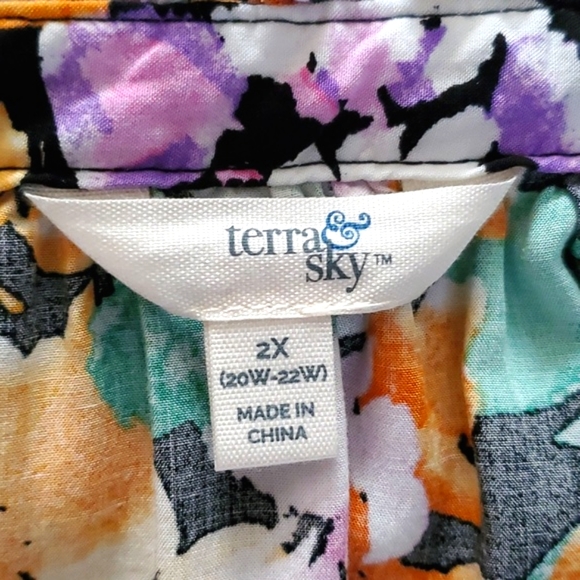 terra &
sky™
2X
(20W-22W)
MADE IN
CHINA